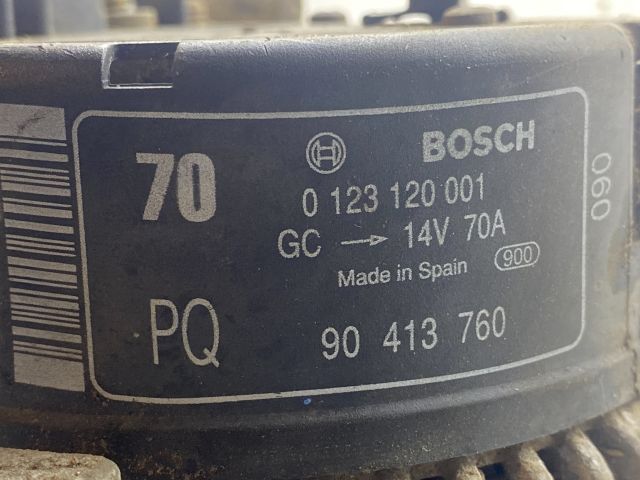 70 BOSCH
0 123 120 001
GC → 14V 70A
Made in Spain 900
PQ 90 413 760
060